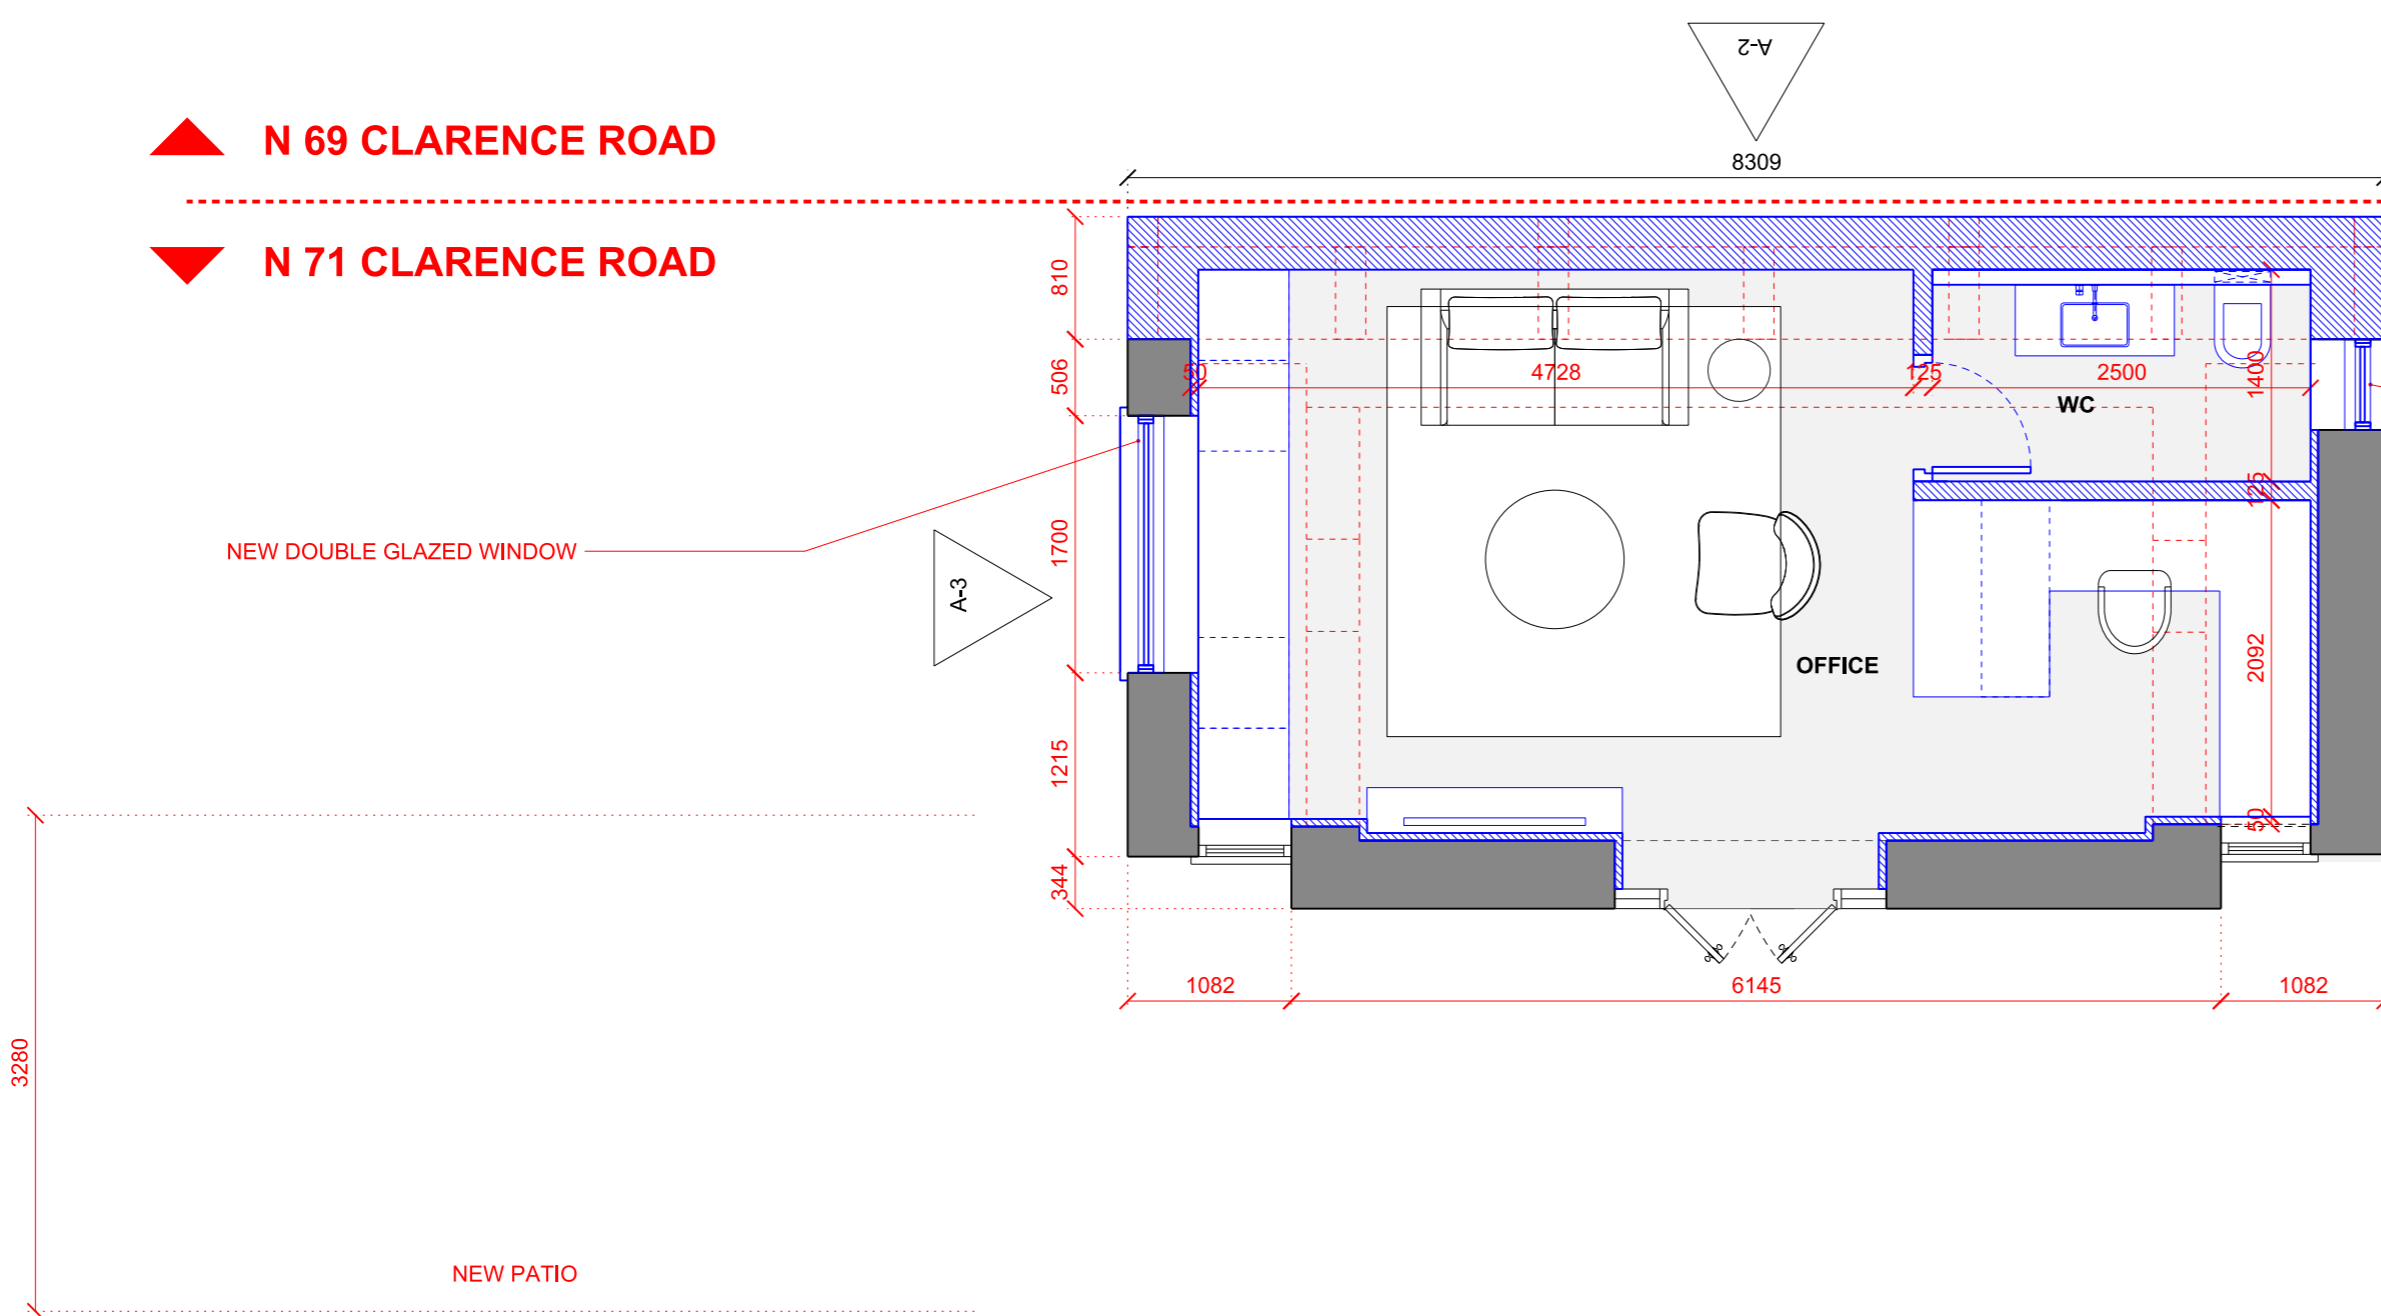 A-2
N 69 CLARENCE ROAD
8309
N 71 CLARENCE ROAD
810
506
50
4728
125
2500
1400
WC
125
NEW DOUBLE GLAZED WINDOW
1700
A-3
OFFICE
2092
1215
50
344
1082
6145
1082
3280
NEW PATIO